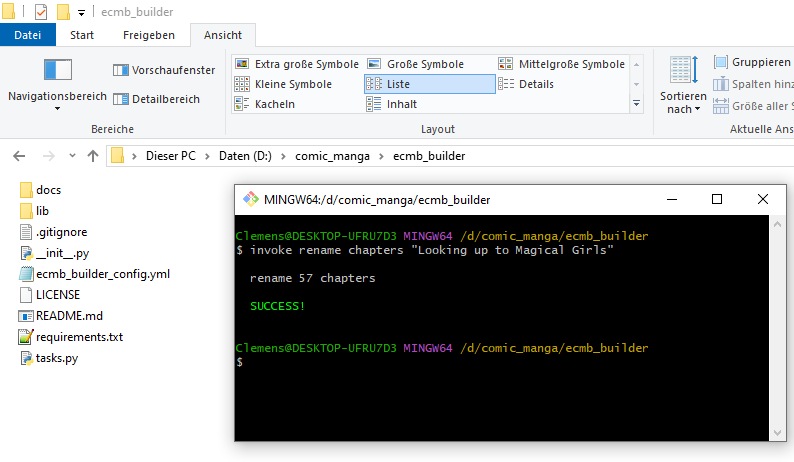 ecmb_builder
Datei Start Freigeben Ansicht
Navigationsbereich
Vorschaufenster
Detailbereich
Bereiche
Extra große Symbole Große Symbole Mittelgroße Symbole
Kleine Symbole Liste Details
Kacheln Inhalt
Layout
Sortieren
nach
Gruppieren
Spalten hinz
Größe aller S
Aktuelle Ans
Dieser PC > Daten (D:) > comic_manga > ecmb_builder
docs
lib
.gitignore
__init__.py
ecmb_builder_config.yml
LICENSE
README.md
requirements.txt
tasks.py
MINGW64:/d/comic_manga/ecmb_builder
Clemens@DESKTOP-UFRU7D3 MINGW64 /d/comic_manga/ecmb_builder
$ invoke rename chapters "Looking up to Magical Girls"
rename 57 chapters
SUCCESS!
Clemens@DESKTOP-UFRU7D3 MINGW64 /d/comic_manga/ecmb_builder
$